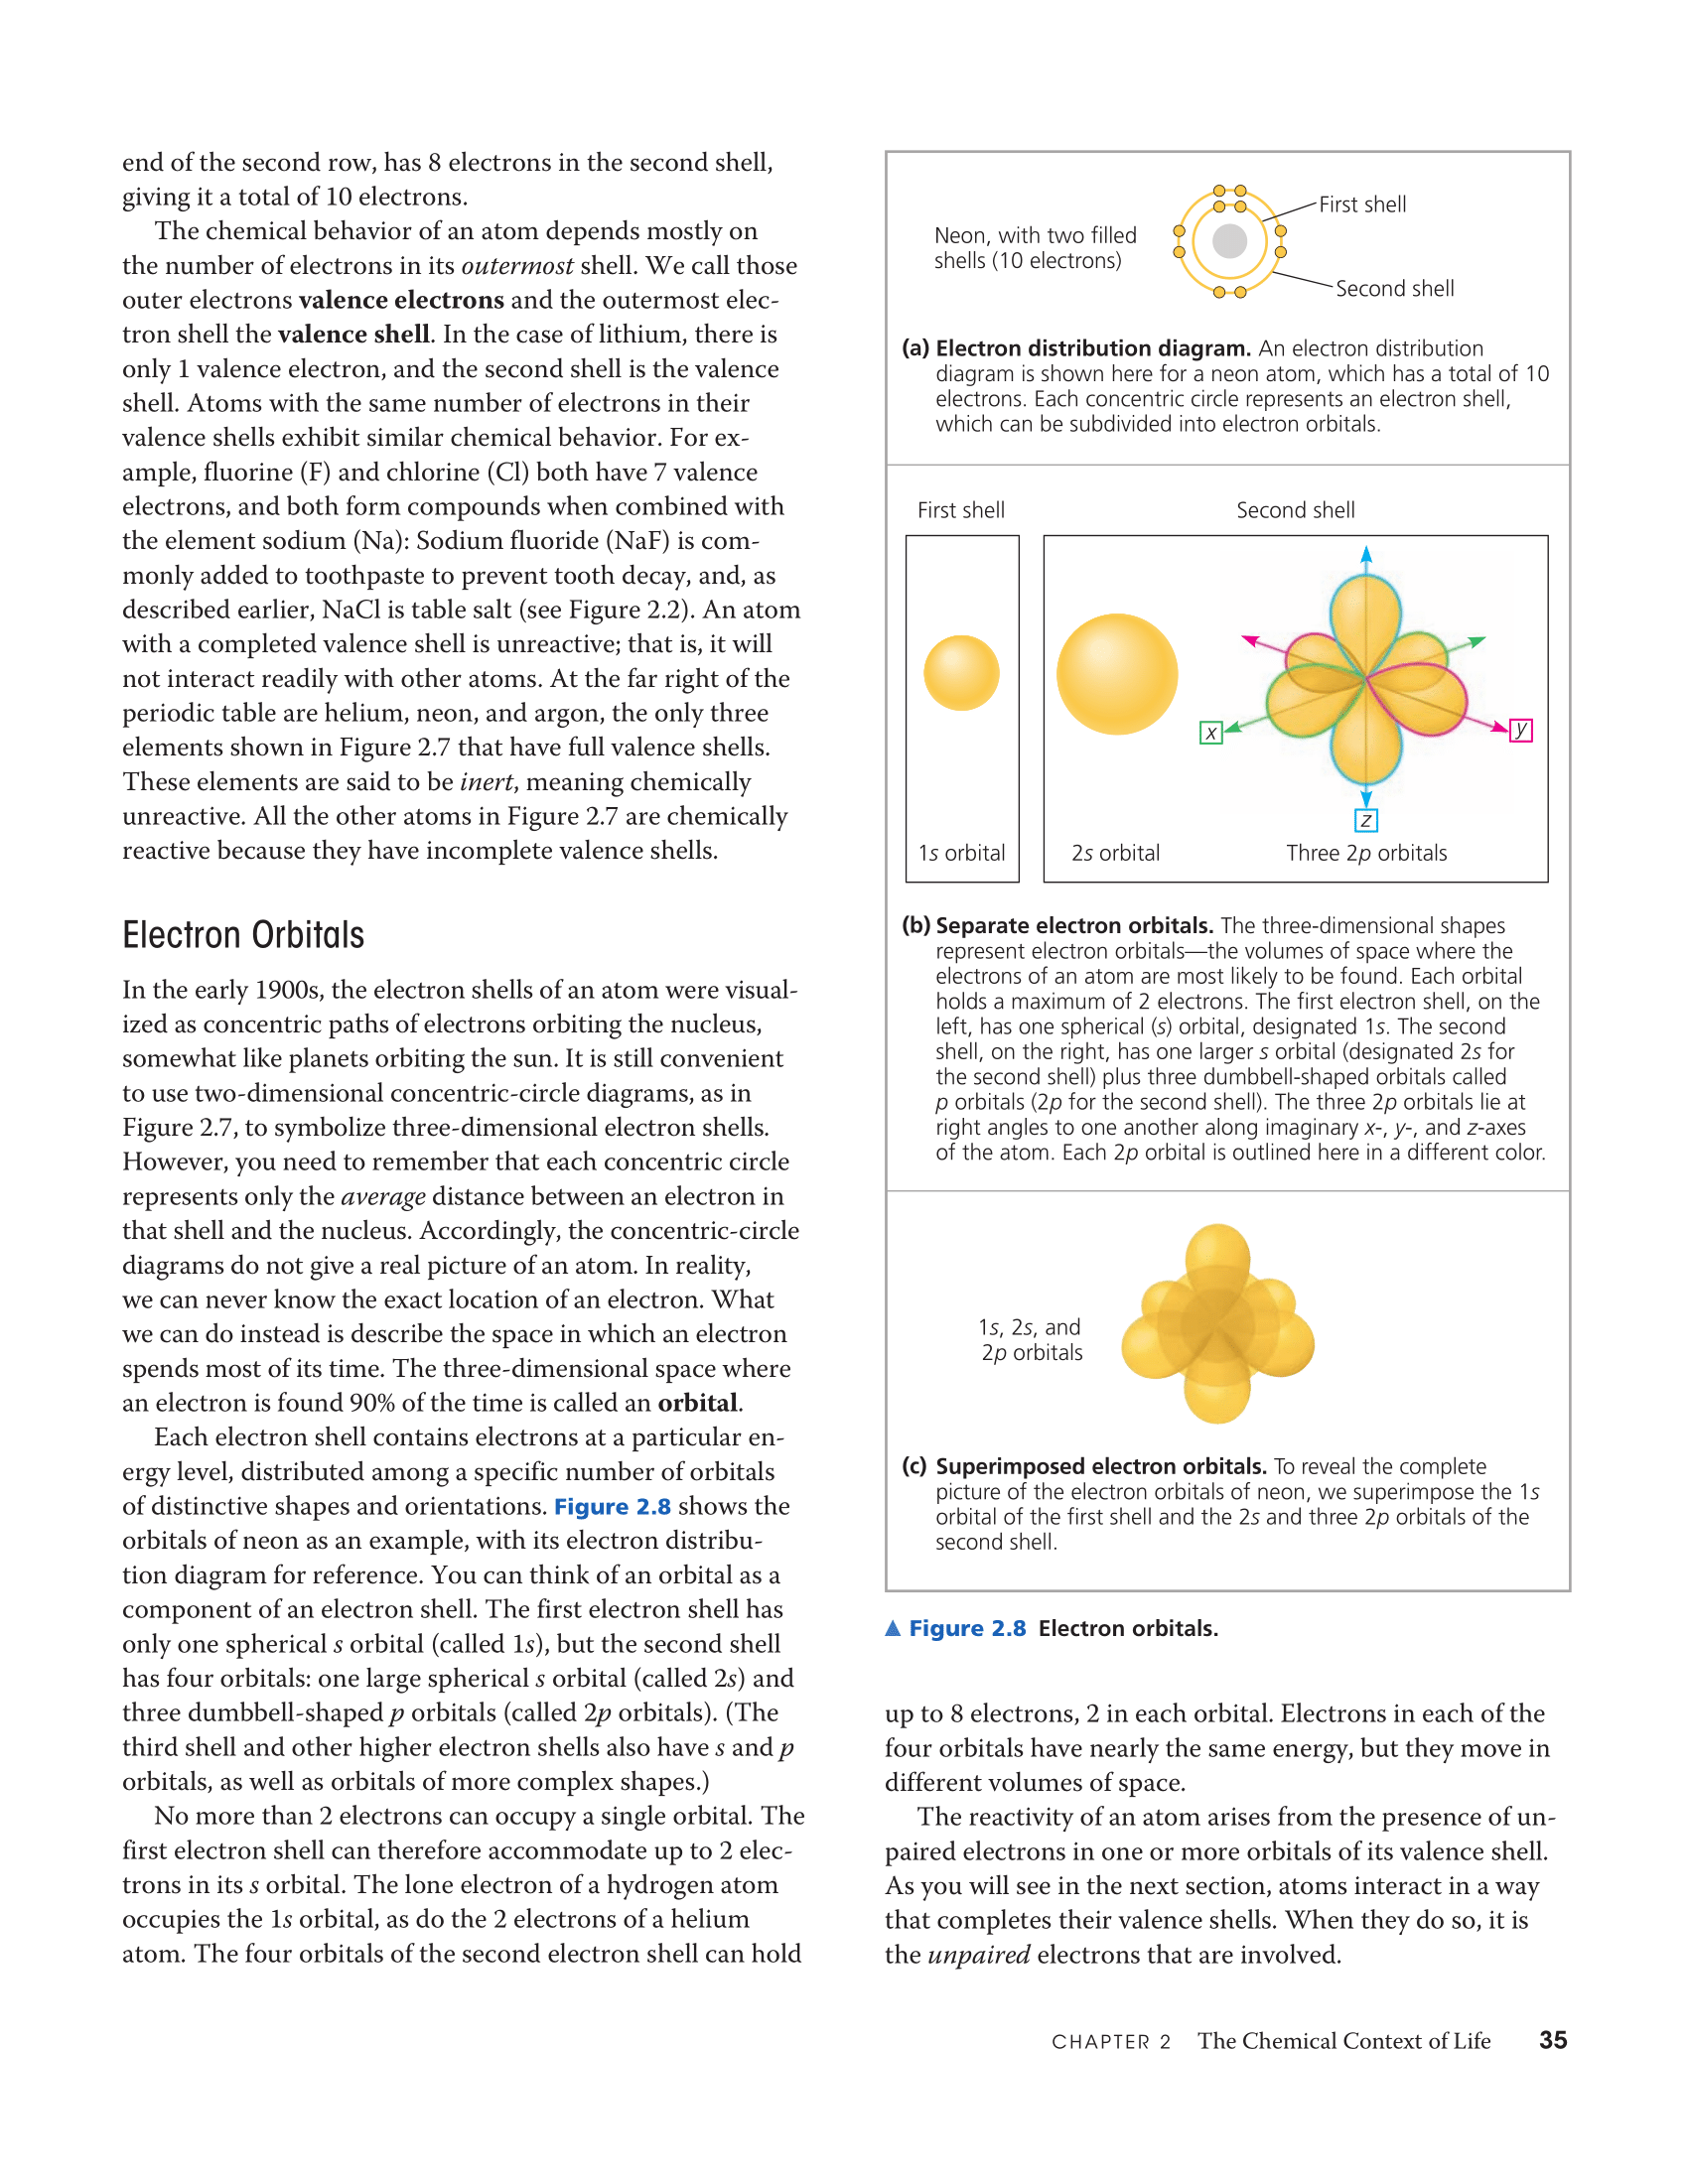 end of the second row, has 8 electrons in the second shell,
giving it a total of 10 electrons.
The chemical behavior of an atom depends mostly on
the number of electrons in its outermost shell. We call those
outer electrons valence electrons and the outermost elec-
tron shell the valence shell. In the case of lithium, there is
only 1 valence electron, and the second shell is the valence
shell. Atoms with the same number of electrons in their
valence shells exhibit similar chemical behavior. For ex-
ample, fluorine (F) and chlorine (Cl) both have 7 valence
electrons, and both form compounds when combined with
the element sodium (Na): Sodium fluoride (NaF) is com-
monly added to toothpaste to prevent tooth decay, and, as
described earlier, NaCl is table salt (see Figure 2.2). An atom
with a completed valence shell is unreactive; that is, it will
not interact readily with other atoms. At the far right of the
periodic table are helium, neon, and argon, the only three
elements shown in Figure 2.7 that have full valence shells.
These elements are said to be inert, meaning chemically
unreactive. All the other atoms in Figure 2.7 are chemically
reactive because they have incomplete valence shells.
Electron Orbitals
In the early 1900s, the electron shells of an atom were visual-
ized as concentric paths of electrons orbiting the nucleus,
somewhat like planets orbiting the sun. It is still convenient
to use two-dimensional concentric-circle diagrams, as in
Figure 2.7, to symbolize three-dimensional electron shells.
However, you need to remember that each concentric circle
represents only the average distance between an electron in
that shell and the nucleus. Accordingly, the concentric-circle
diagrams do not give a real picture of an atom. In reality,
we can never know the exact location of an electron. What
we can do instead is describe the space in which an electron
spends most of its time. The three-dimensional space where
an electron is found 90% of the time is called an orbital.
Each electron shell contains electrons at a particular en-
ergy level, distributed among a specific number of orbitals
of distinctive shapes and orientations. Figure 2.8 shows the
orbitals of neon as an example, with its electron distribu-
tion diagram for reference. You can think of an orbital as a
component of an electron shell. The first electron shell has
only one spherical s orbital (called 1s), but the second shell
has four orbitals: one large spherical s orbital (called 2s) and
three dumbbell-shaped p orbitals (called 2p orbitals). (The
third shell and other higher electron shells also have s and p
orbitals, as well as orbitals of more complex shapes.)
No more than 2 electrons can occupy a single orbital. The
first electron shell can therefore accommodate up to 2 elec-
trons in its s orbital. The lone electron of a hydrogen atom
occupies the 1s orbital, as do the 2 electrons of a helium
atom. The four orbitals of the second electron shell can hold
Neon, with two filled
shells (10 electrons)
First shell
Second shell
(a) Electron distribution diagram. An electron distribution
diagram is shown here for a neon atom, which has a total of 10
electrons. Each concentric circle represents an electron shell,
which can be subdivided into electron orbitals.
First shell
Second shell
x
y
z
1s orbital
2s orbital
Three 2p orbitals
(b) Separate electron orbitals. The three-dimensional shapes
represent electron orbitals—the volumes of space where the
electrons of an atom are most likely to be found. Each orbital
holds a maximum of 2 electrons. The first electron shell, on the
left, has one spherical (s) orbital, designated 1s. The second
shell, on the right, has one larger s orbital (designated 2s for
the second shell) plus three dumbbell-shaped orbitals called
p orbitals (2p for the second shell). The three 2p orbitals lie at
right angles to one another along imaginary x-, y-, and z-axes
of the atom. Each 2p orbital is outlined here in a different color.
1s, 2s, and
2p orbitals
(c) Superimposed electron orbitals. To reveal the complete
picture of the electron orbitals of neon, we superimpose the 1s
orbital of the first shell and the 2s and three 2p orbitals of the
second shell.
▲ Figure 2.8 Electron orbitals.
up to 8 electrons, 2 in each orbital. Electrons in each of the
four orbitals have nearly the same energy, but they move in
different volumes of space.
The reactivity of an atom arises from the presence of un-
paired electrons in one or more orbitals of its valence shell.
As you will see in the next section, atoms interact in a way
that completes their valence shells. When they do so, it is
the unpaired electrons that are involved.
CHAPTER 2 The Chemical Context of Life 35